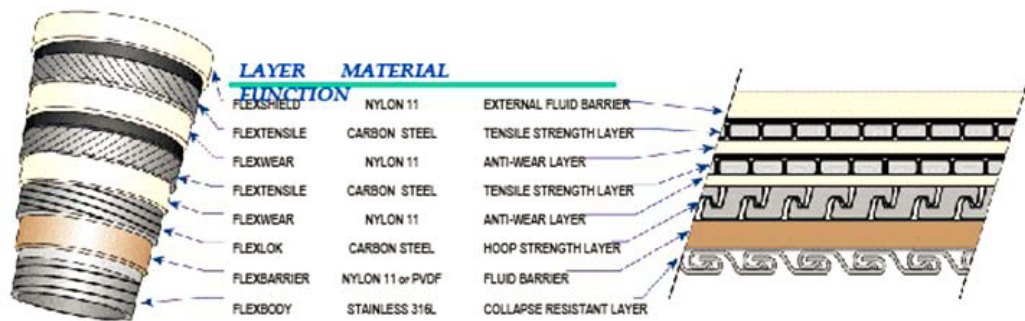 LAYER MATERIAL
FUNCTION
FLEXSHIELD NYLON 11 EXTERNAL FLUID BARRIER
FLEXTENSILE CARBON STEEL TENSILE STRENGTH LAYER
FLEXWEAR NYLON 11 ANTI-WEAR LAYER
FLEXTENSILE CARBON STEEL TENSILE STRENGTH LAYER
FLEXWEAR NYLON 11 ANTI-WEAR LAYER
FLEXLOK CARBON STEEL HOOP STRENGTH LAYER
FLEXBARRIER NYLON 11 or PVDF FLUID BARRIER
FLEXBODY STAINLESS 316L COLLAPSE RESISTANT LAYER